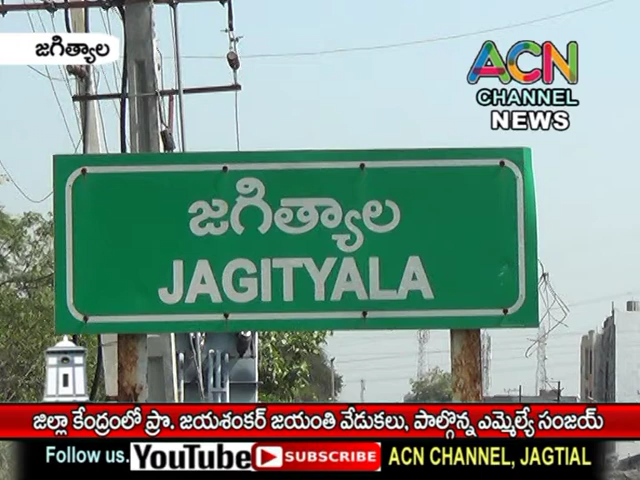 జగిత్యాల
ACN
CHANNEL
NEWS
జగిత్యాల
JAGITYALA
జిల్లా కేంద్రంలో ప్రొ. జయశంకర్ జయంతి వేడుకలు, పాల్గొన్న ఎమ్మెల్యే సంజయ్
Follow us. YouTube SUBSCRIBE ACN CHANNEL, JAGTIAL